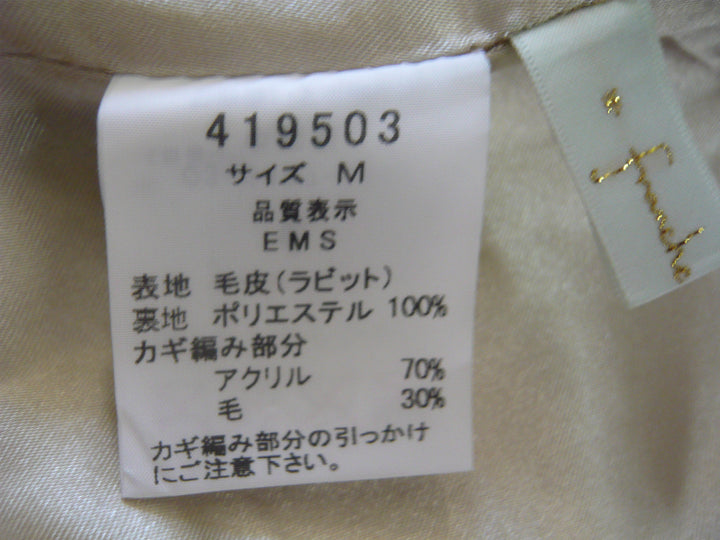 419503
サイズ M
品質表示
EMS
表地 毛皮(ラビット)
裏地 ポリエステル 100%
カギ編み部分
アクリル 70%
毛 30%
カギ編み部分の引っかけ
にご注意下さい。